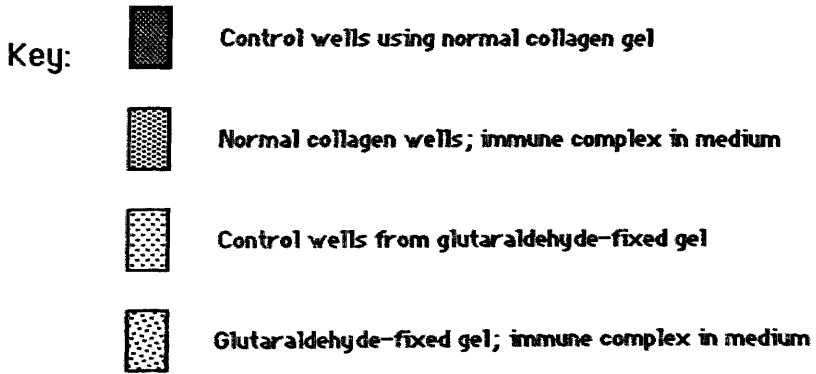 Key:
Control wells using normal collagen gel
Normal collagen wells; immune complex in medium
Control wells from glutaraldehyde-fixed gel
Glutaraldehyde-fixed gel; immune complex in medium